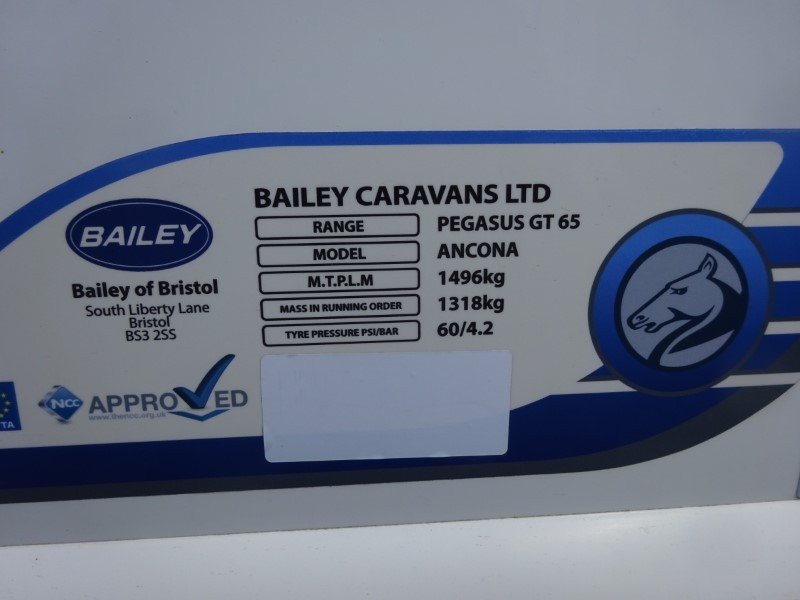 BAILEY CARAVANS LTD
RANGE PEGASUS GT 65
MODEL ANCONA
M.T.P.L.M 1496kg
MASS IN RUNNING ORDER 1318kg
TYRE PRESSURE PSI/BAR 60/4.2
BAILEY
Bailey of Bristol
South Liberty Lane
Bristol
BS3 2SS
TA
NCC APPROVED
www.thencc.org.uk